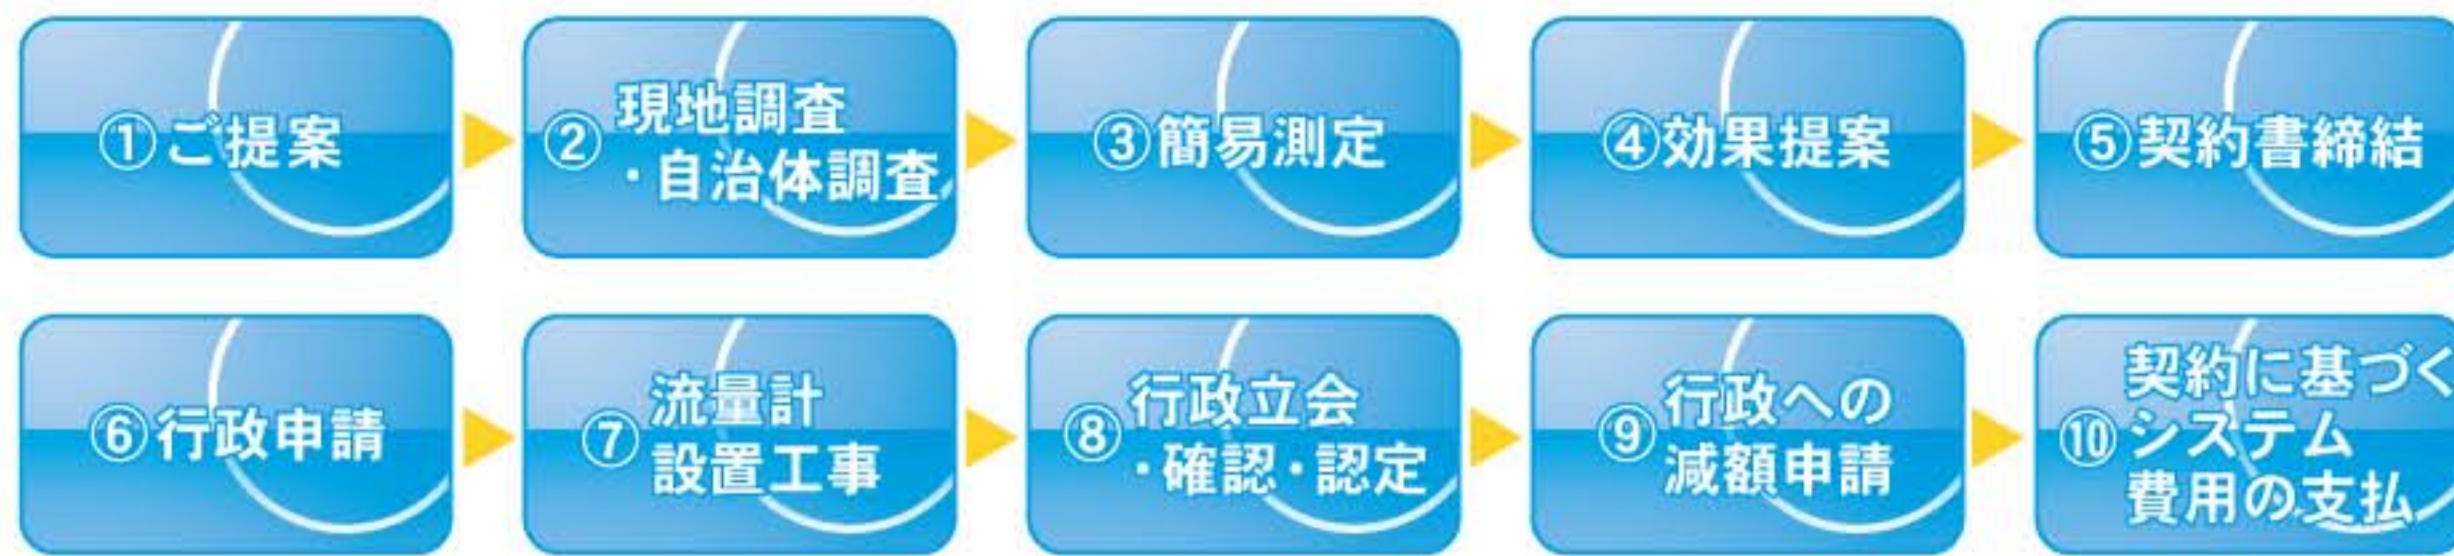 ①ご提案
②現地調査
・自治体調査
③簡易測定
④効果提案
⑤契約書締結
⑥行政申請
⑦流量計
設置工事
⑧行政立会
・確認・認定
⑨行政への
減額申請
⑩契約に基づく
システム
費用の支払